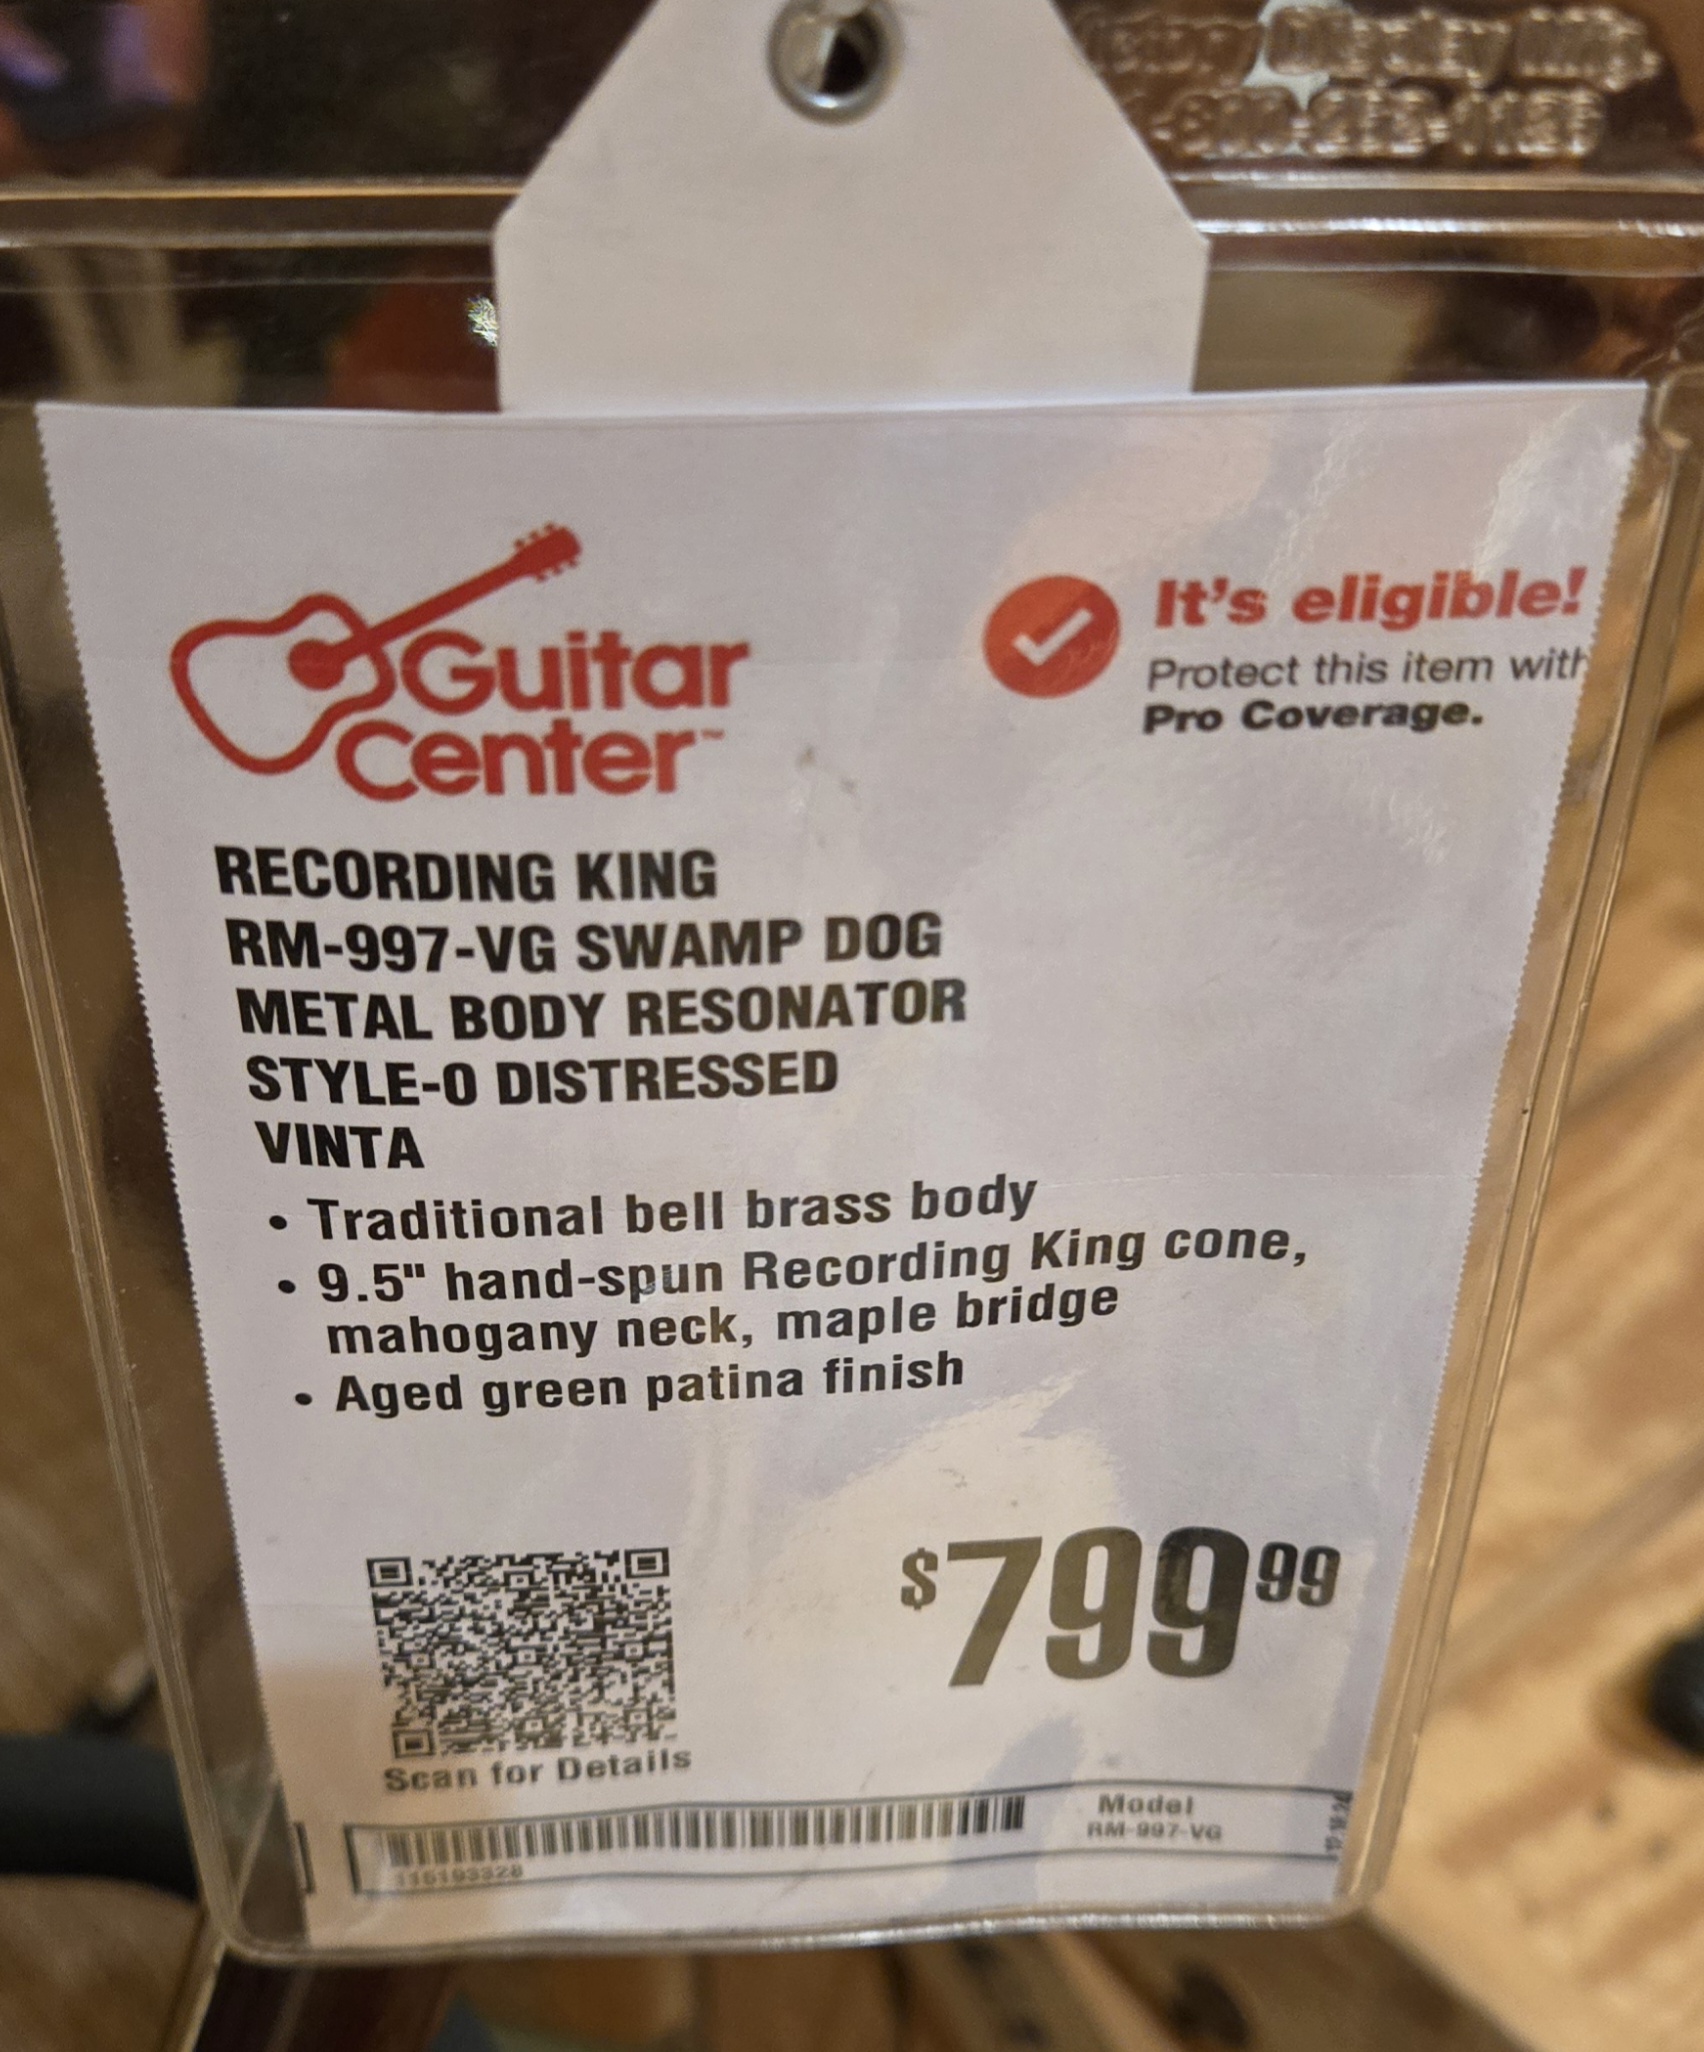 Guitar
Center™
It's eligible!
Protect this item with
Pro Coverage.
RECORDING KING
RM-997-VG SWAMP DOG
METAL BODY RESONATOR
STYLE-O DISTRESSED
VINTA
• Traditional bell brass body
• 9.5" hand-spun Recording King cone,
mahogany neck, maple bridge
• Aged green patina finish
$799 99
Scan for Details
Model
RM-997-VG